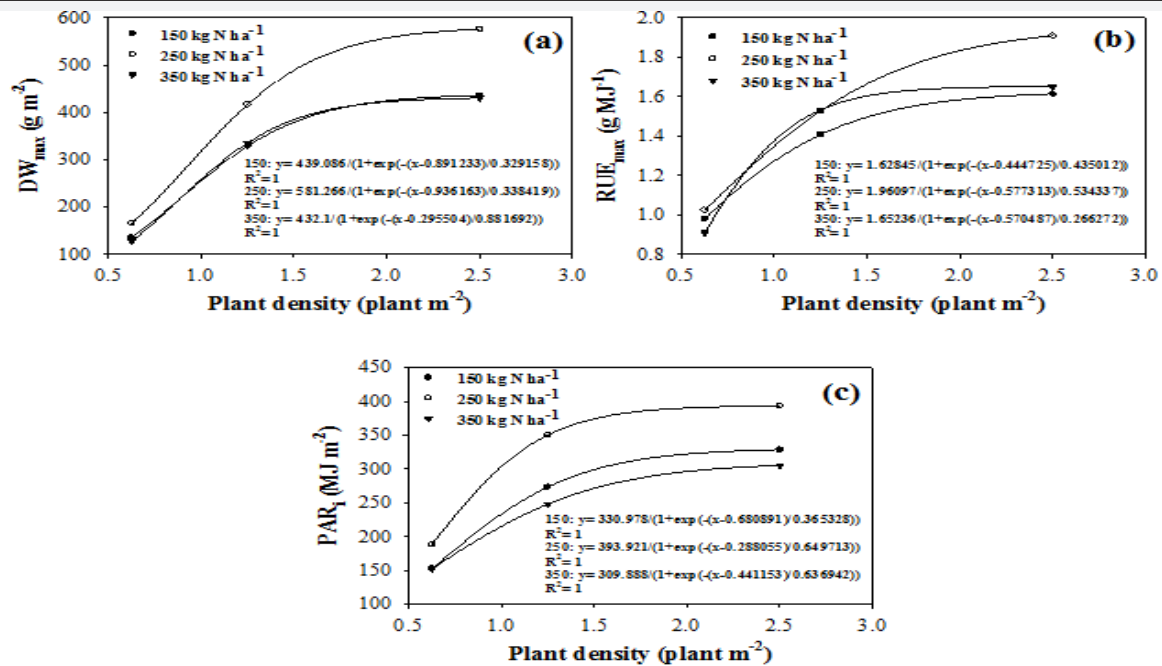 600
500
400
300
200
100
DWmax (g m-2)
150 kg N ha-1
250 kg N ha-1
350 kg N ha-1
(a)
150: y= 439.086/(1+exp(-(x-0.891233)/0.329158))
R2= 1
250: y= 581.266/(1+exp(-(x-0.936163)/0.338419))
R2= 1
350: y= 432.1/(1+exp(-(x-0.295504)/0.881692))
R2= 1
0.5 1.0 1.5 2.0 2.5 3.0
Plant density (plant m-2)
2.0
1.8
1.6
1.4
1.2
1.0
0.8
RUEmax (g MJ-1)
150 kg N ha-1
250 kg N ha-1
350 kg N ha-1
(b)
150: y= 1.62845/(1+exp(-(x-0.444725)/0.435012))
R2= 1
250: y= 1.96097/(1+exp(-(x-0.577313)/0.534337))
R2= 1
350: y= 1.65236/(1+exp(-(x-0.570487)/0.266272))
R2= 1
0.5 1.0 1.5 2.0 2.5 3.0
Plant density (plant m-2)
450
400
350
300
250
200
150
100
PARi (MJ m-2)
150 kg N ha-1
250 kg N ha-1
350 kg N ha-1
(c)
150: y= 330.978/(1+exp(-(x-0.680891)/0.365328))
R2= 1
250: y= 393.921/(1+exp(-(x-0.288055)/0.649713))
R2= 1
350: y= 309.888/(1+exp(-(x-0.441153)/0.636942))
R2= 1
0.5 1.0 1.5 2.0 2.5 3.0
Plant density (plant m-2)